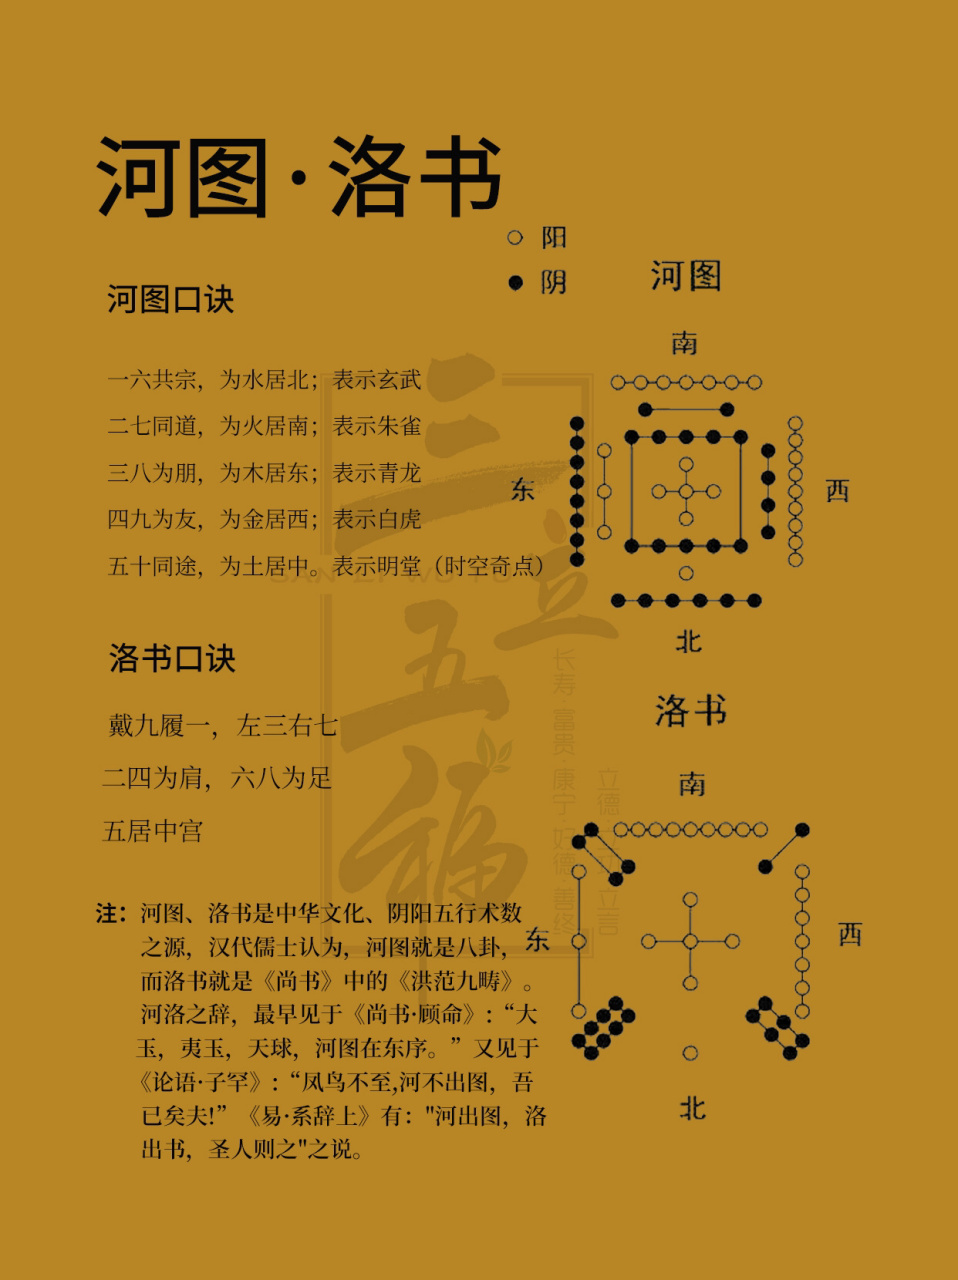 河图·洛书
阳
阴
河图口诀
一六共宗，为水居北；表示玄武
二七同道，为火居南；表示朱雀
三八为朋，为木居东；表示青龙
四九为友，为金居西；表示白虎
五十同途，为土居中。表示明堂（时空奇点）
洛书口诀
戴九履一，左三右七
二四为肩，六八为足
五居中宫
注：河图、洛书是中华文化、阴阳五行术数
之源，汉代儒士认为，河图就是八卦，
而洛书就是《尚书》中的《洪范九畴》。
河洛之辞，最早见于《尚书·顾命》:“大
玉，夷玉，天球，河图在东序。”又见于
《论语·子罕》:“凤鸟不至,河不出图，吾
已矣夫!”《易·系辞上》有："河出图，洛
出书，圣人则之"之说。
河图
南
东
西
北
洛书
南
东
西
北
三立
五福
长寿·富贵·康宁·好德·善终
立德 立功 立言